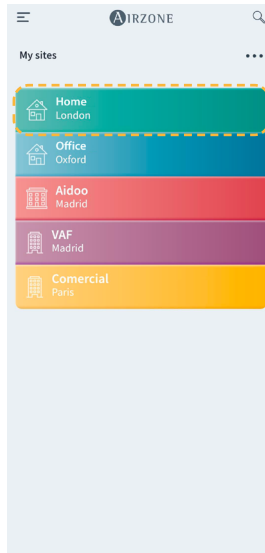 AIRZONE
My sites
Home
London
Office
Oxford
Aidoo
Madrid
VAF
Madrid
Comercial
Paris